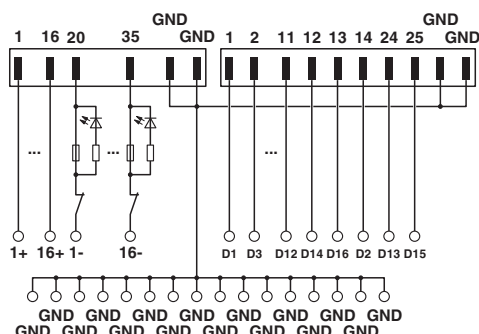 GND GND
1 16 20 35 GND 1 2 11 12 13 14 24 25 GND
... ... ...
1+ 16+ 1- 16- D1 D3 D12 D14 D16 D2 D13 D15
GND GND GND GND GND GND GND
GND GND GND GND GND GND GND GND